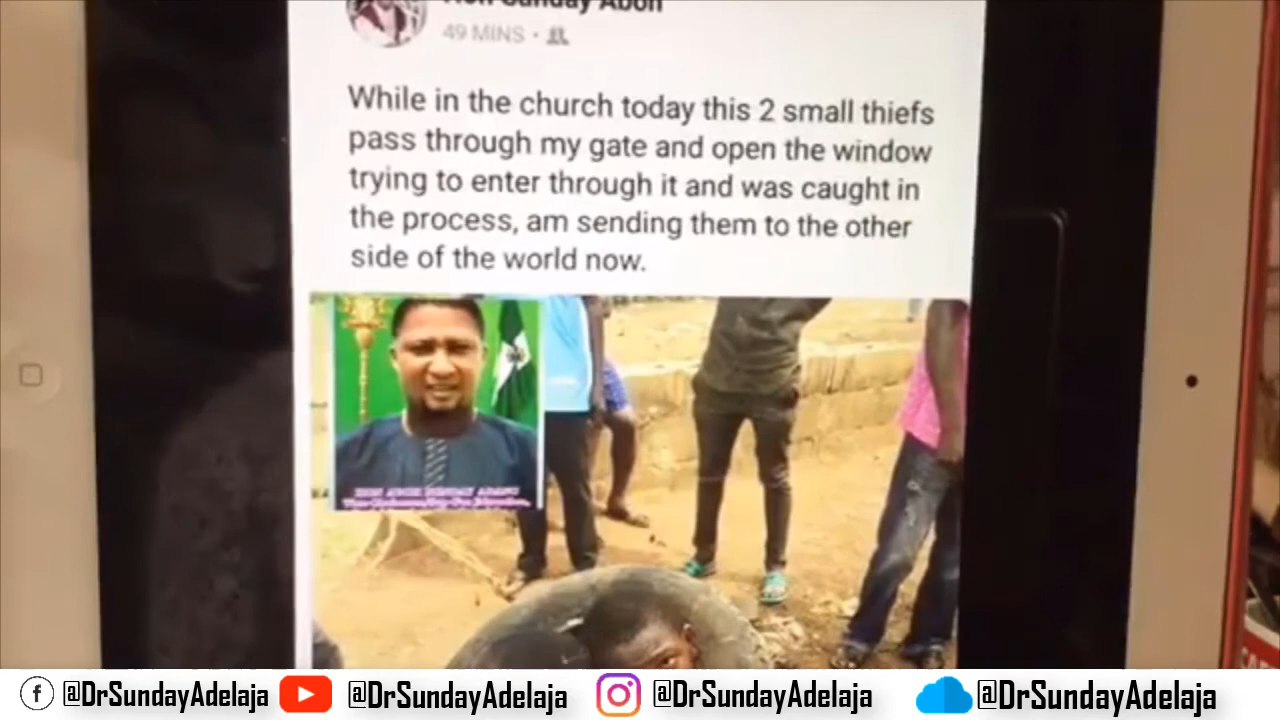 Sunday Aboh
49 MINS ·
While in the church today this 2 small thiefs
pass through my gate and open the window
trying to enter through it and was caught in
the process, am sending them to the other
side of the world now.
@DrSundayAdelaja @DrSundayAdelaja @DrSundayAdelaja @DrSundayAdelaja